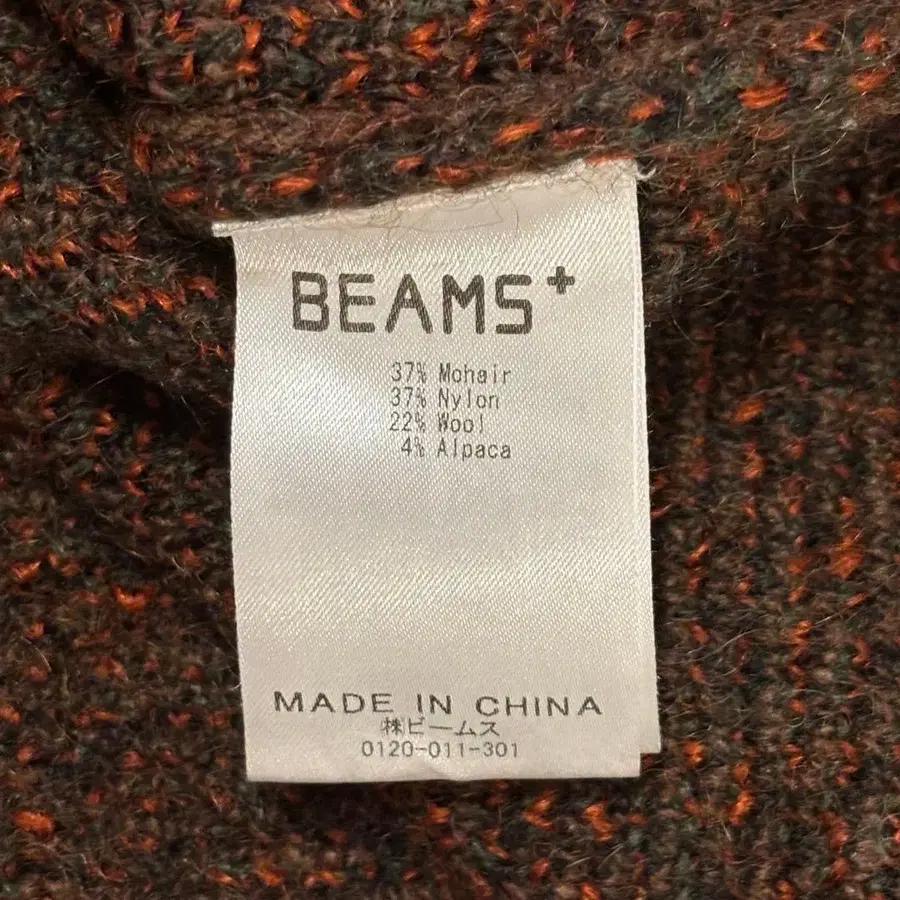 BEAMS+
37% Mohair
37% Nylon
22% Wool
4% Alpaca
MADE IN CHINA
㈱ビームス
0120-011-301